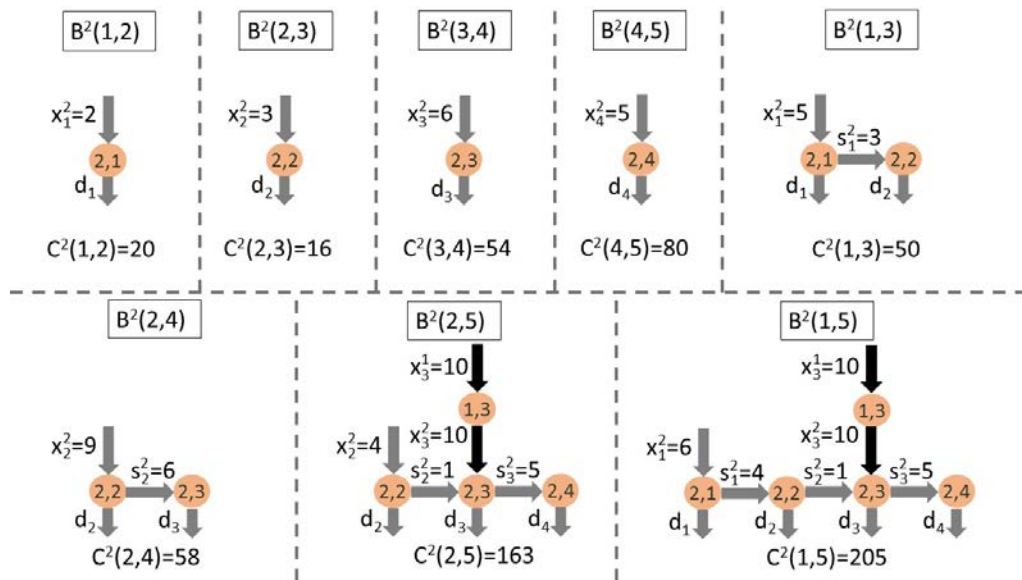 B²(1,2)
x₁²=2
2,1
d₁
C²(1,2)=20
B²(2,3)
x₂²=3
2,2
d₂
C²(2,3)=16
B²(3,4)
x₃²=6
2,3
d₃
C²(3,4)=54
B²(4,5)
x₄²=5
2,4
d₄
C²(4,5)=80
B²(1,3)
x₁²=5
s₁²=3
2,1 2,2
d₁ d₂
C²(1,3)=50
B²(2,4)
x₂²=9
s₂²=6
2,2 2,3
d₂ d₃
C²(2,4)=58
B²(2,5)
x₃¹=10
1,3
x₂²=4 x₃²=10
s₂²=1 s₃²=5
2,2 2,3 2,4
d₂ d₃ d₄
C²(2,5)=163
B²(1,5)
x₃¹=10
1,3
x₁²=6 x₃²=10
s₁²=4 s₂²=1 s₃²=5
2,1 2,2 2,3 2,4
d₁ d₂ d₃ d₄
C²(1,5)=205